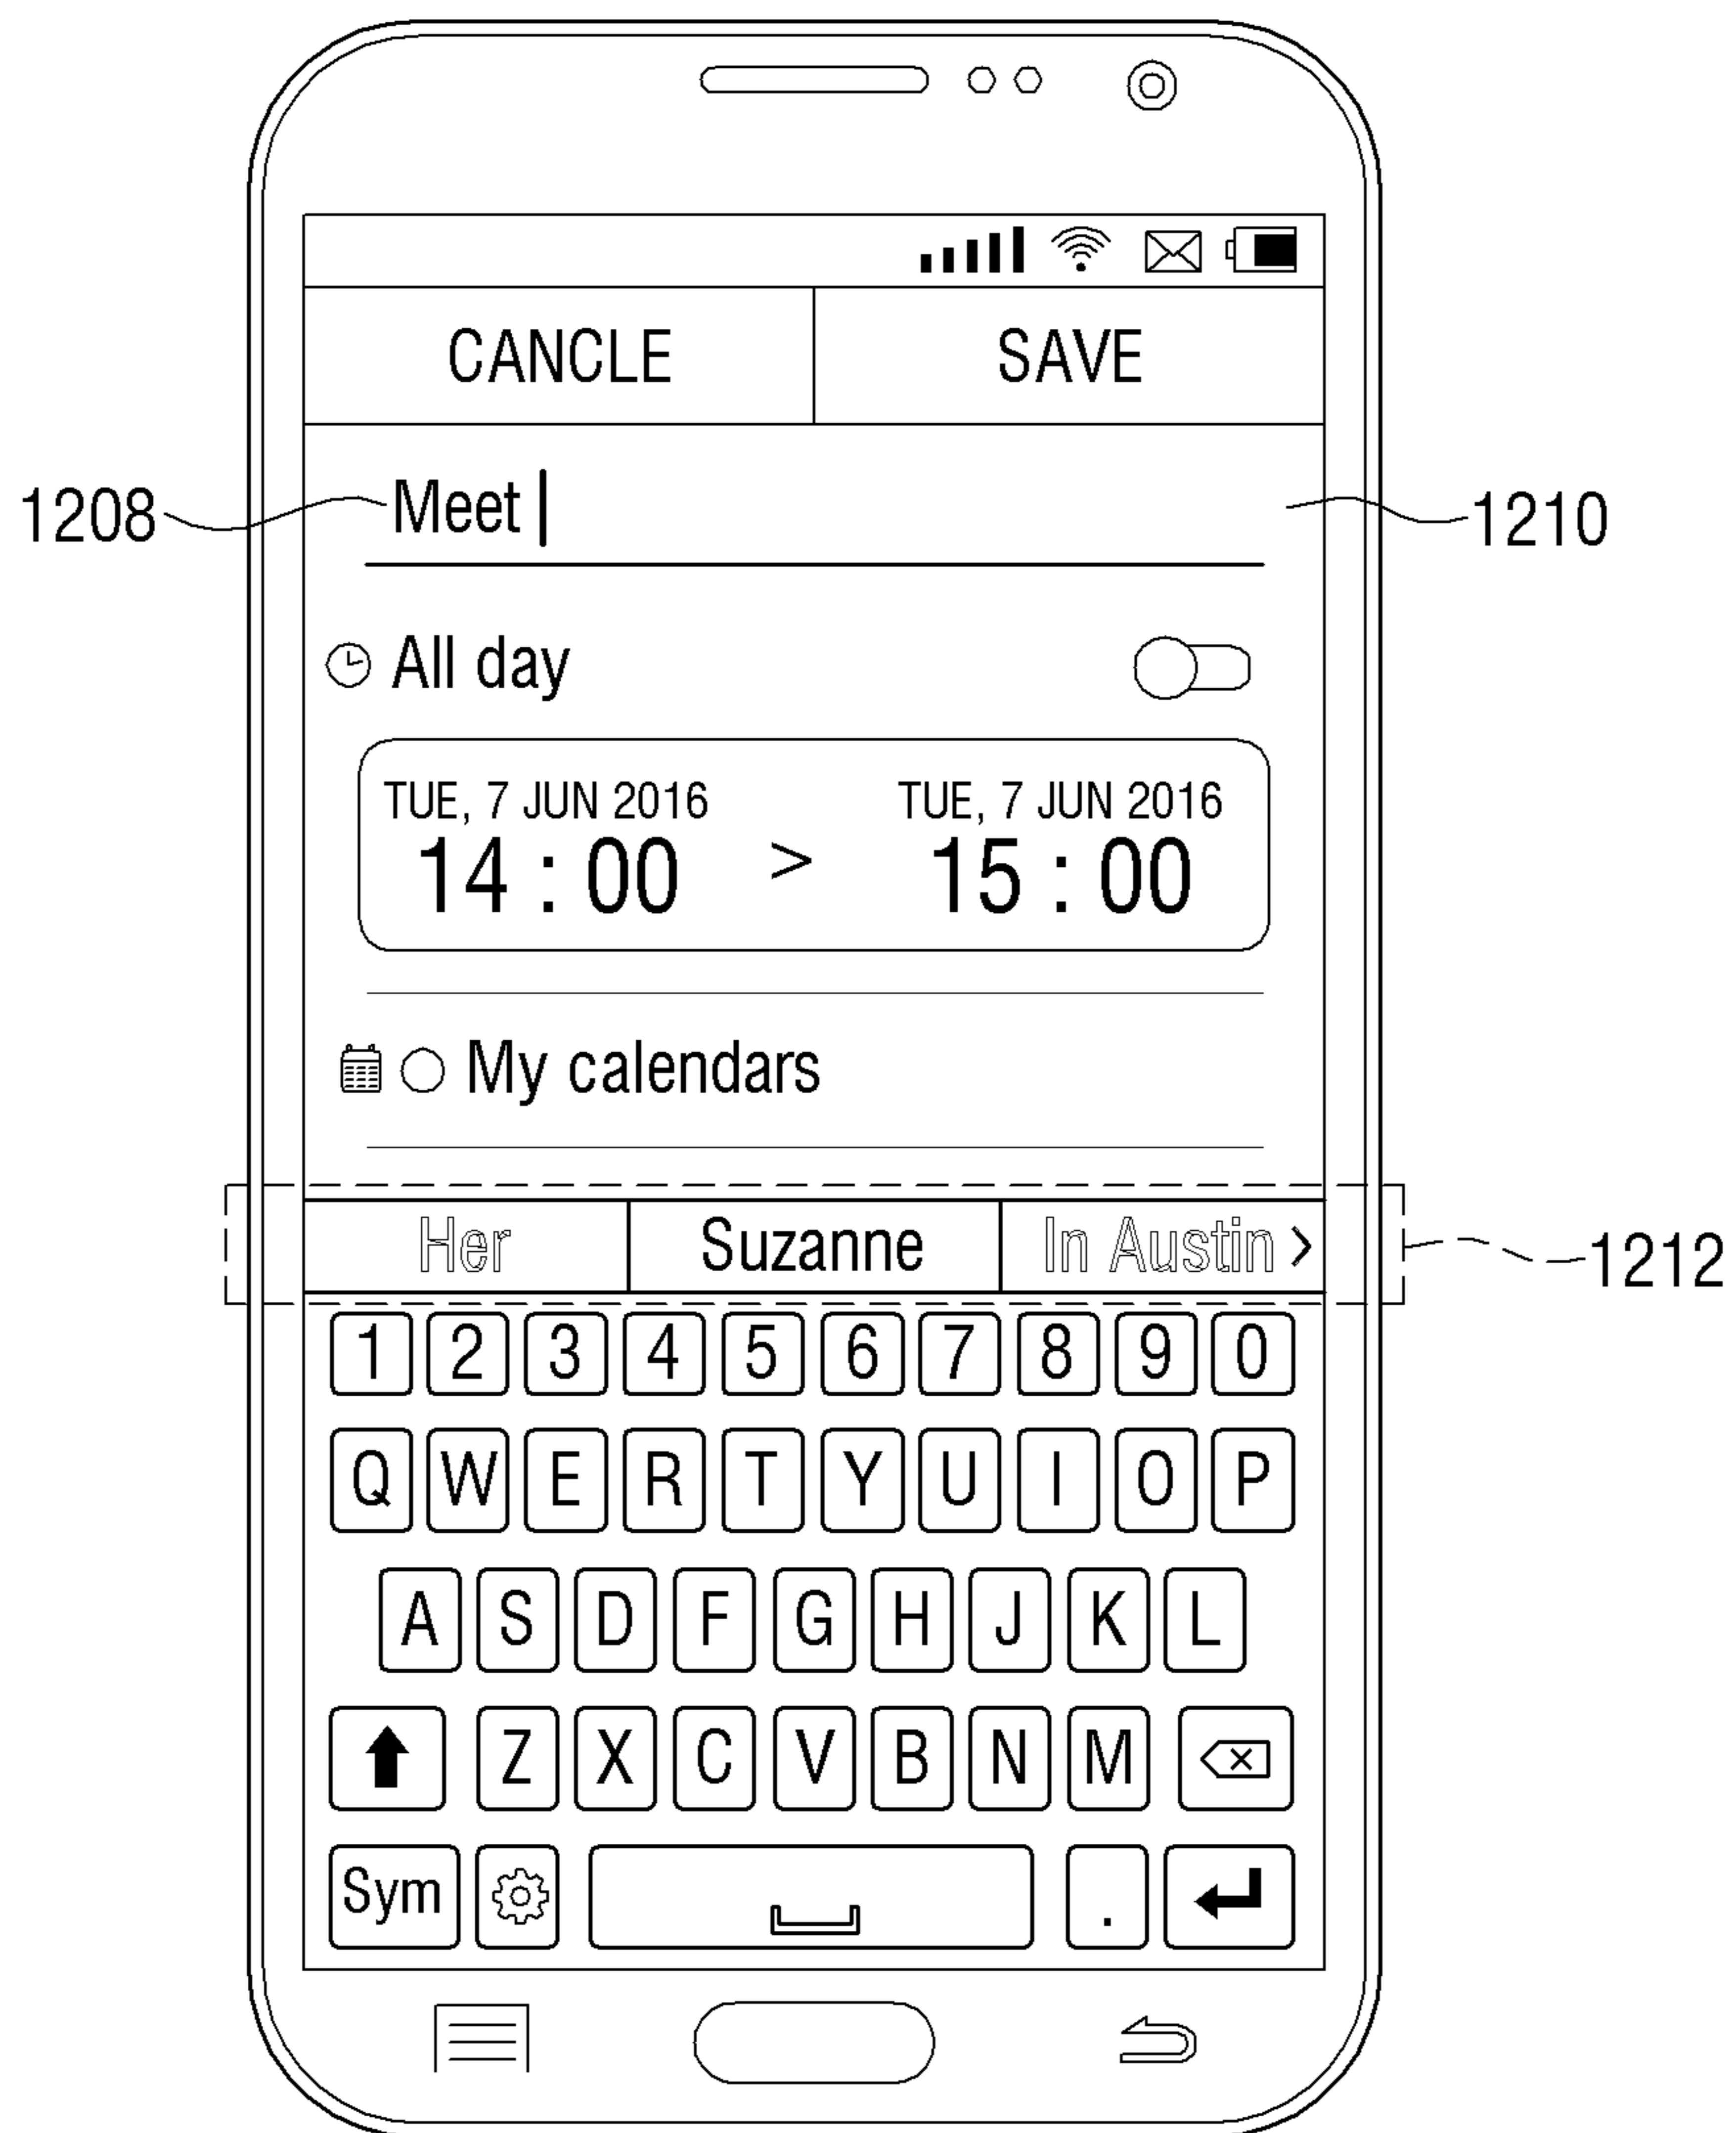 CANCLE SAVE
1208 Meet 1210
All day
TUE, 7 JUN 2016 TUE, 7 JUN 2016
14 : 00 > 15 : 00
My calendars
Her Suzanne In Austin > 1212
1 2 3 4 5 6 7 8 9 0
Q W E R T Y U I O P
A S D F G H J K L
Z X C V B N M
Sym .